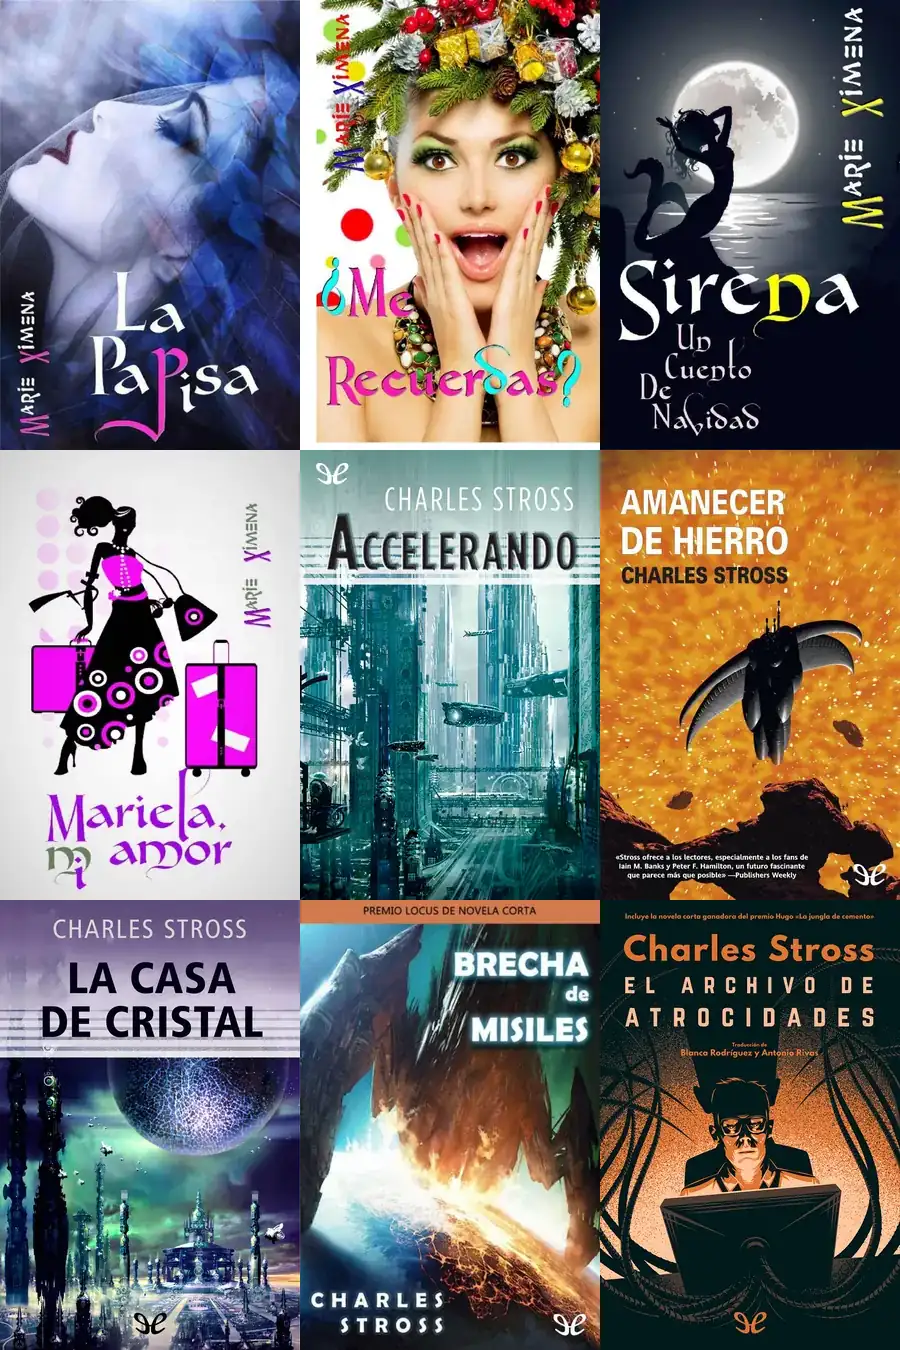 La
Papisa
Marie Ximena
Marie Ximena
¿Me
Recuerdas?
Marie Ximena
Sirena
Un
Cuento
De
Navidad
Marie Ximena
Mariela,
mi amor
CHARLES STROSS
ACCELERANDO
AMANECER
DE HIERRO
CHARLES STROSS
«Stross ofrece a los lectores, especialmente a los fans de
Iain M. Banks y Peter F. Hamilton, un futuro fascinante
que parece más que posible» —Publishers Weekly
CHARLES STROSS
LA CASA
DE CRISTAL
PREMIO LOCUS DE NOVELA CORTA
BRECHA
de
MISILES
CHARLES
STROSS
Incluye la novela corta ganadora del premio Hugo «La jungla de cemento»
Charles Stross
EL ARCHIVO DE
ATROCIDADES
Traducción de
Blanca Rodríguez y Antonio Rivas